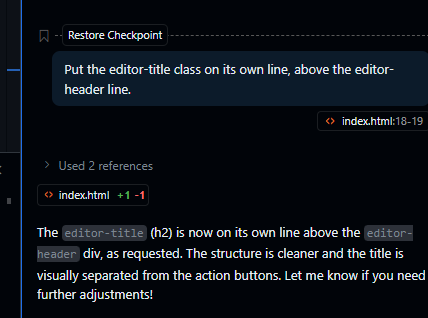 Restore Checkpoint
Put the editor-title class on its own line, above the editor-
header line.
<> index.html:18-19
> Used 2 references
<> index.html +1 -1
The editor-title (h2) is now on its own line above the editor-
header div, as requested. The structure is cleaner and the title is
visually separated from the action buttons. Let me know if you need
further adjustments!